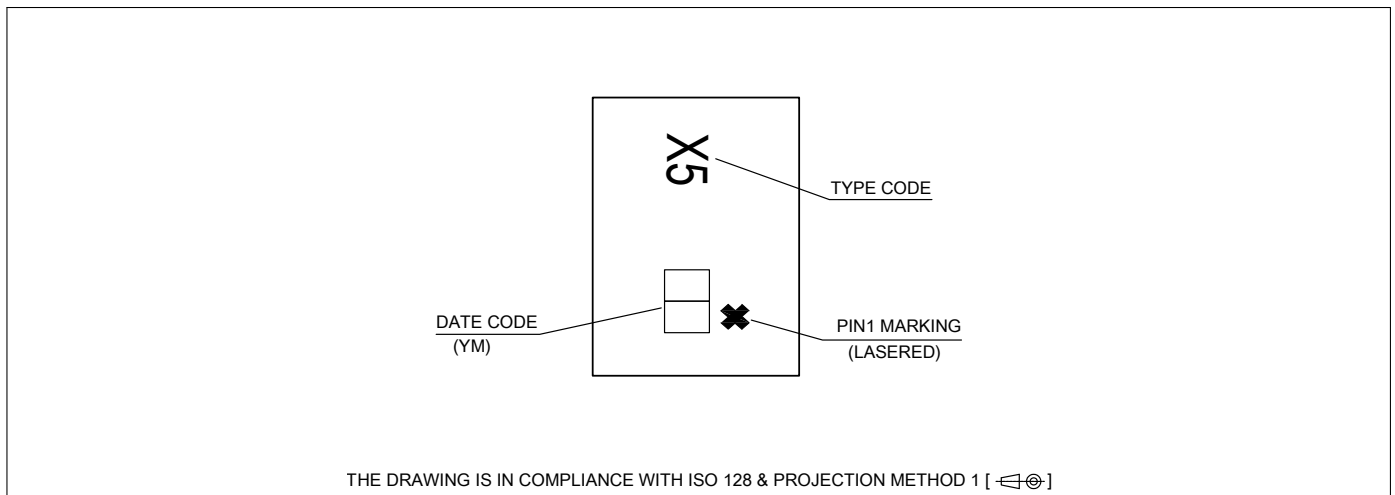 X5
TYPE CODE
DATE CODE
(YM)
PIN1 MARKING
(LASERED)
THE DRAWING IS IN COMPLIANCE WITH ISO 128 & PROJECTION METHOD 1 [ ]